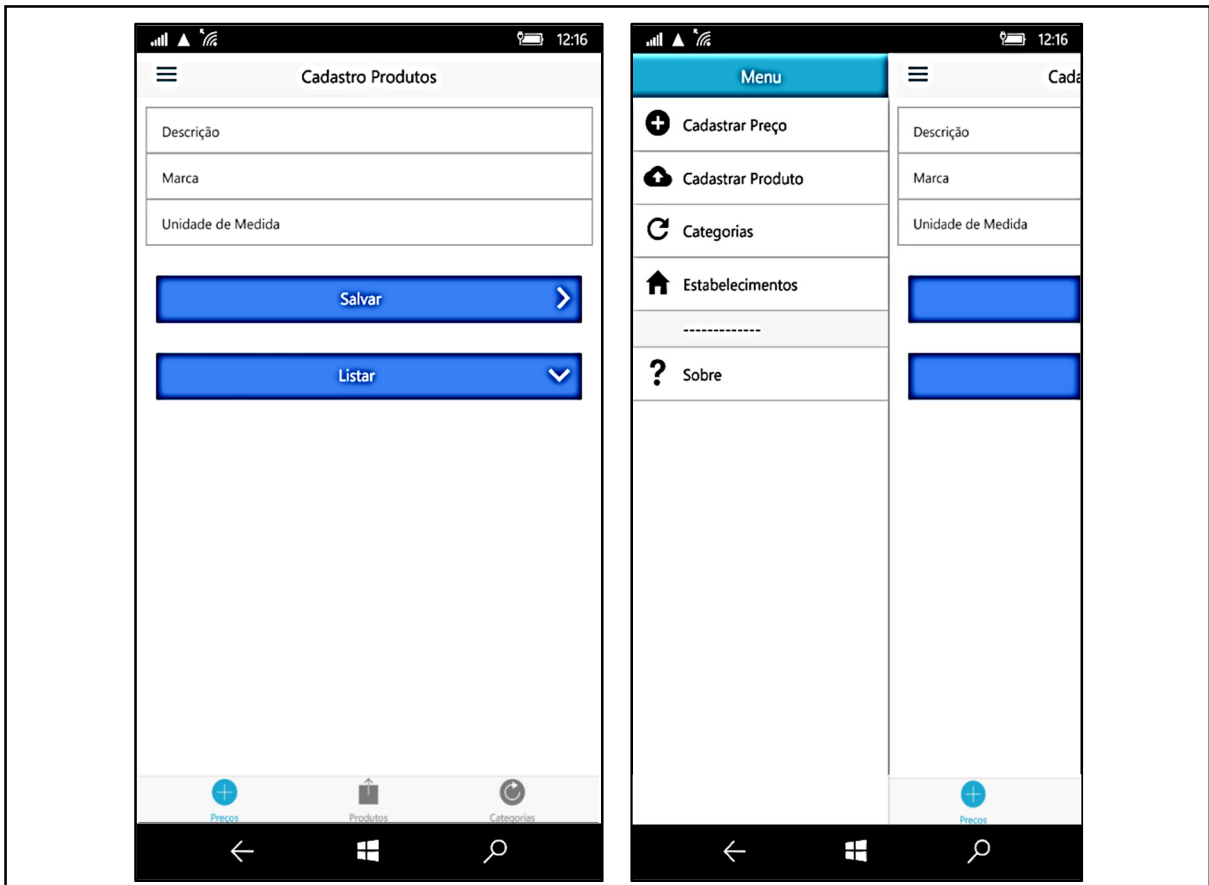 12:16
Cadastro Produtos
Descrição
Marca
Unidade de Medida
Salvar
Listar
Preços
Produtos
Categorias
12:16
Menu
Cadastrar Preço
Cadastrar Produto
Categorias
Estabelecimentos
-------------
Sobre
Cada
Descrição
Marca
Unidade de Medida
Preços